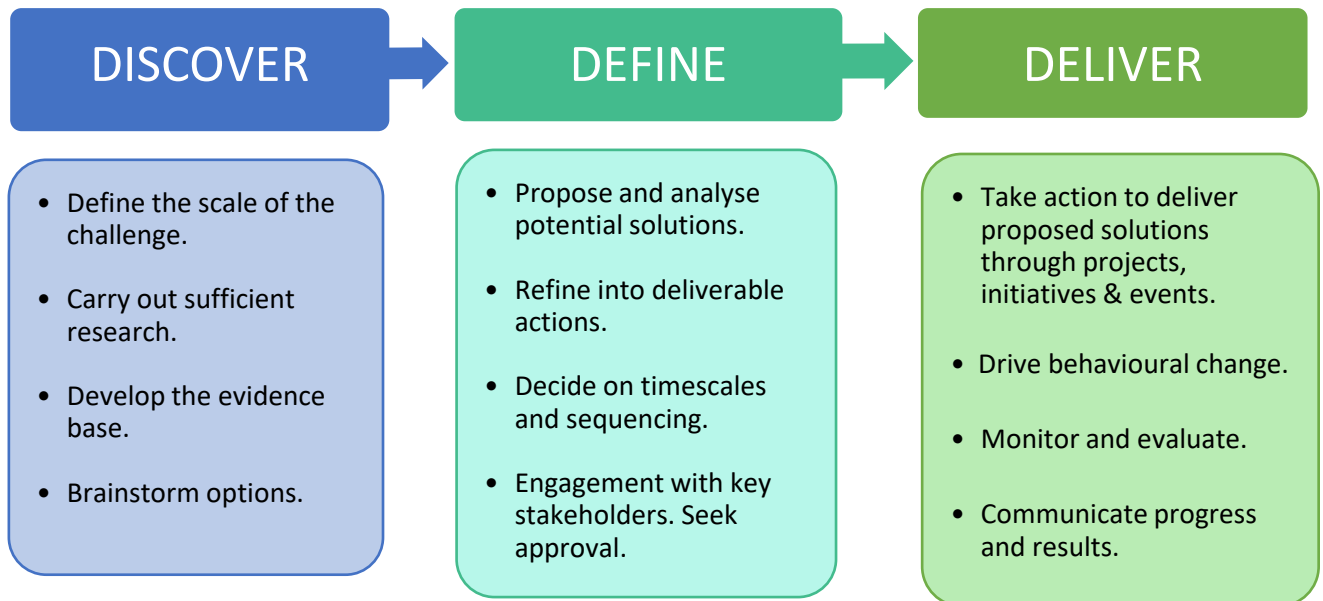 DISCOVER
DEFINE
DELIVER
• Define the scale of the
challenge.
• Carry out sufficient
research.
• Develop the evidence
base.
• Brainstorm options.
• Propose and analyse
potential solutions.
• Refine into deliverable
actions.
• Decide on timescales
and sequencing.
• Engagement with key
stakeholders. Seek
approval.
• Take action to deliver
proposed solutions
through projects,
initiatives & events.
• Drive behavioural change.
• Monitor and evaluate.
• Communicate progress
and results.